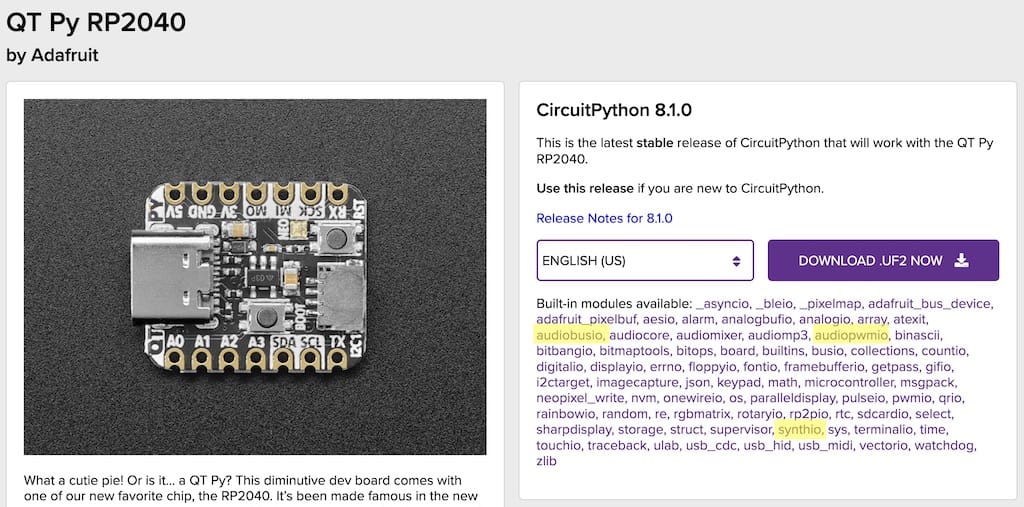 QT Py RP2040
by Adafruit
5V GND 3V MO MI SCK RX
RST
BOOT
A0 A1 A2 A3 SDA SCL TX
What a cutie pie! Or is it... a QT Py? This diminutive dev board comes with
one of our new favorite chip, the RP2040. It's been made famous in the new
CircuitPython 8.1.0
This is the latest stable release of CircuitPython that will work with the QT Py
RP2040.
Use this release if you are new to CircuitPython.
Release Notes for 8.1.0
ENGLISH (US)
DOWNLOAD .UF2 NOW
Built-in modules available: _asyncio, _bleio, _pixelmap, adafruit_bus_device,
adafruit_pixelbuf, aesio, alarm, analogbufio, analogio, array, atexit,
audiobusio, audiocore, audiomixer, audiomp3, audiopwmio, binascii,
bitbangio, bitmaptools, bitops, board, builtins, busio, collections, countio,
digitalio, displayio, errno, floppyio, fontio, framebufferio, getpass, gifio,
i2ctarget, imagecapture, json, keypad, math, microcontroller, msgpack,
neopixel_write, nvm, onewireio, os, paralleldisplay, pulseio, pwmio, qrio,
rainbowio, random, re, rgbmatrix, rotaryio, rp2pio, rtc, sdcardio, select,
sharpdisplay, storage, struct, supervisor, synthio, sys, terminalio, time,
touchio, traceback, ulab, usb_cdc, usb_hid, usb_midi, vectorio, watchdog,
zlib